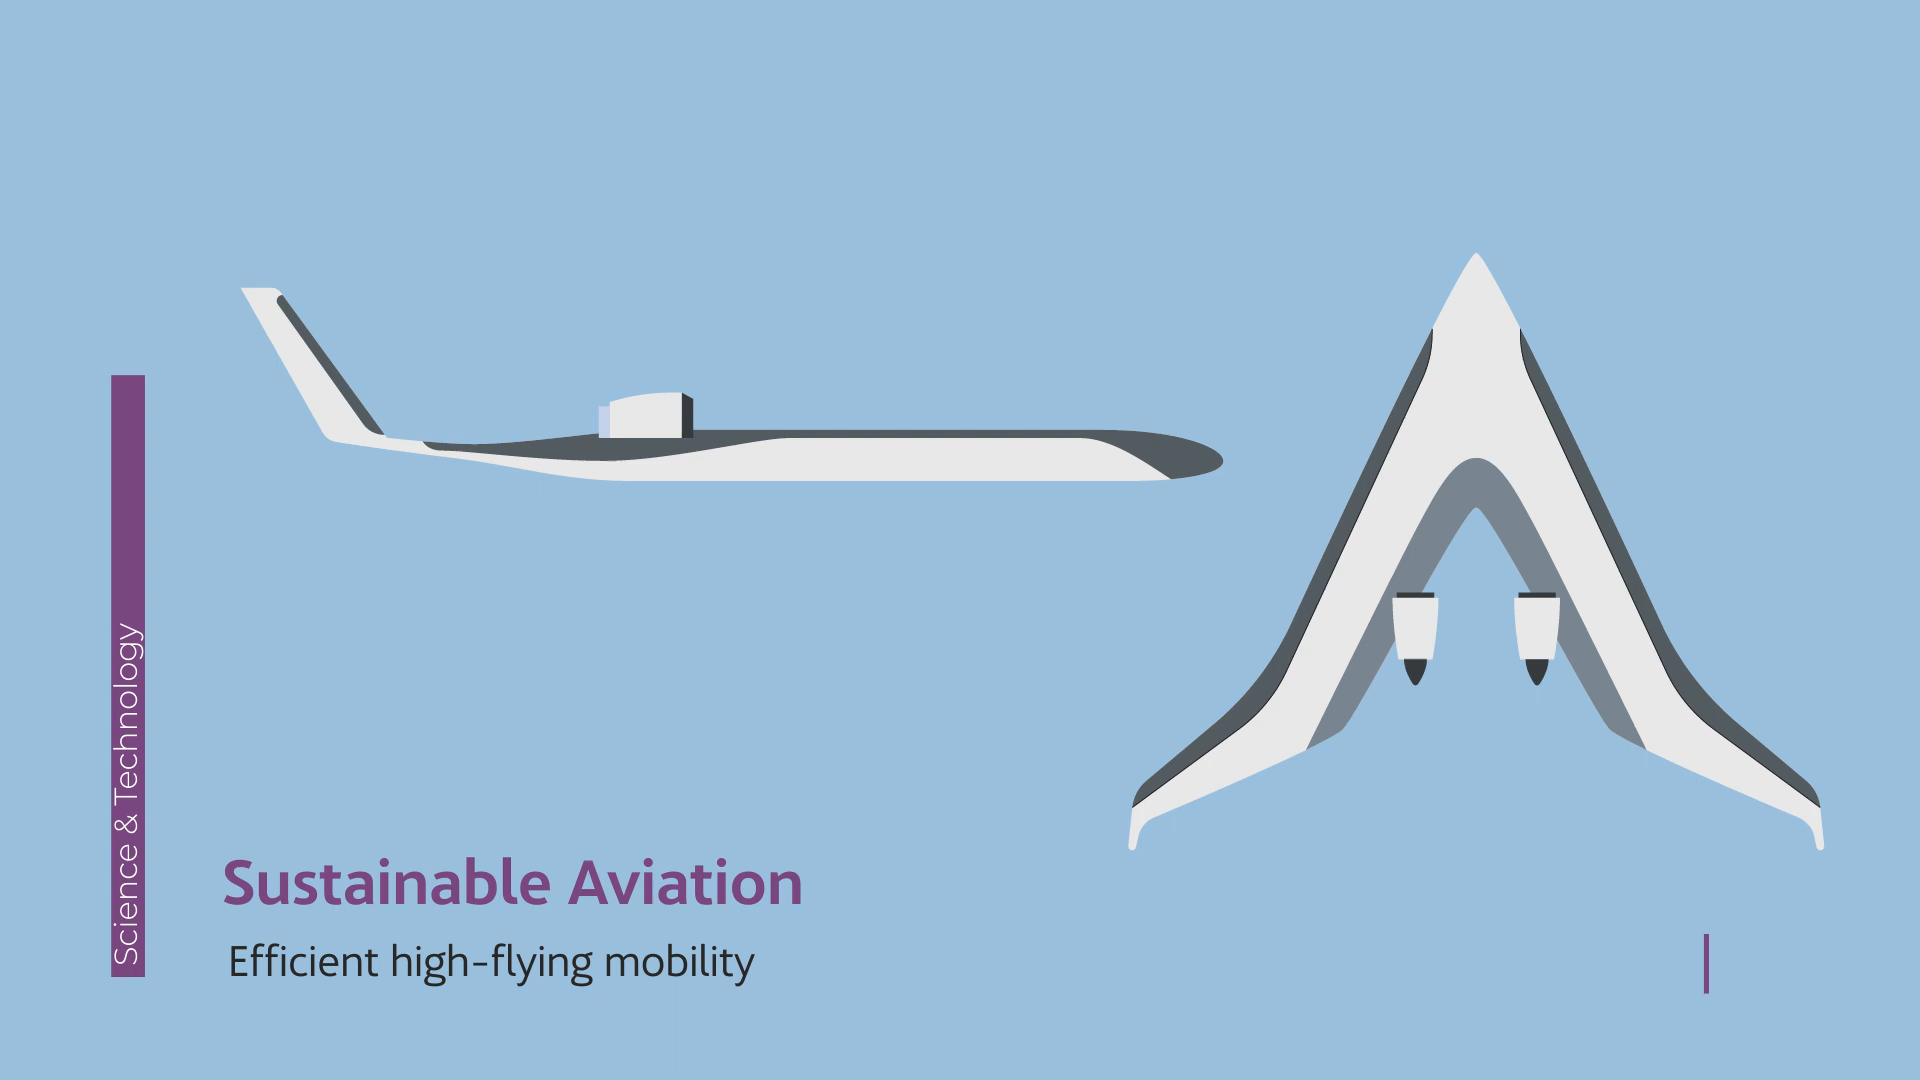 Science & Technology
Sustainable Aviation
Efficient high-flying mobility